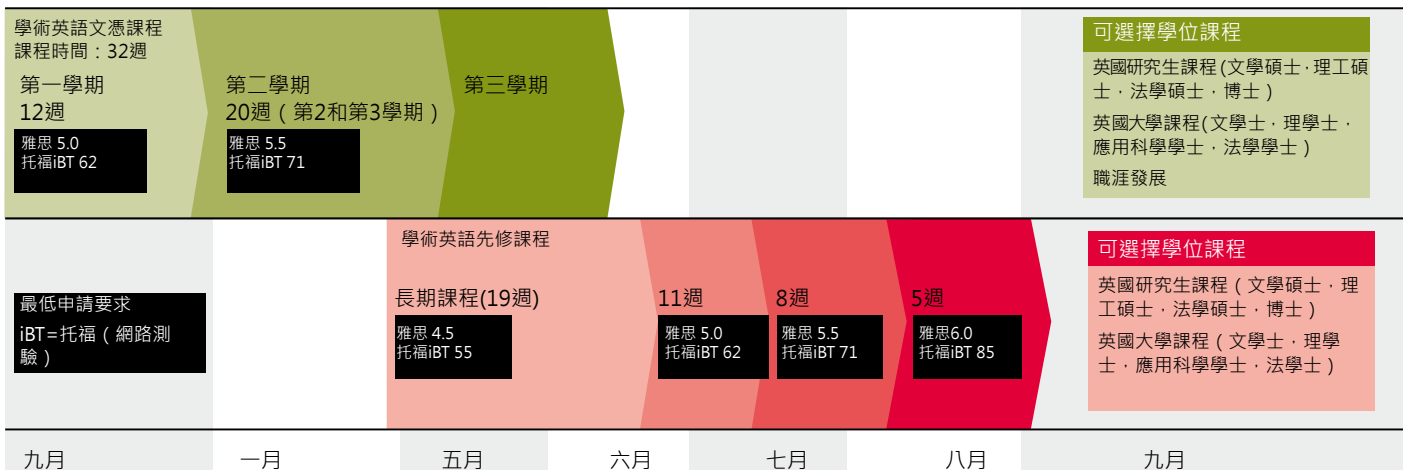 學術英語文憑課程
課程時間：32週
第一學期
12週
雅思 5.0
托福iBT 62
第二學期
20週（第2和第3學期）
雅思 5.5
托福iBT 71
第三學期
可選擇學位課程
英國研究生課程(文學碩士‧理工碩
士‧法學碩士‧博士)
英國大學課程(文學士‧理學士‧
應用科學學士‧法學學士)
職涯發展
最低申請要求
iBT=托福（網路測
驗）
學術英語先修課程
長期課程(19週)
雅思 4.5
托福iBT 55
11週
雅思 5.0
托福iBT 62
8週
雅思 5.5
托福iBT 71
5週
雅思6.0
托福iBT 85
可選擇學位課程
英國研究生課程（文學碩士‧理
工碩士‧法學碩士‧博士）
英國大學課程（文學士‧理學
士‧應用科學學士‧法學士）
九月
一月
五月
六月
七月
八月
九月